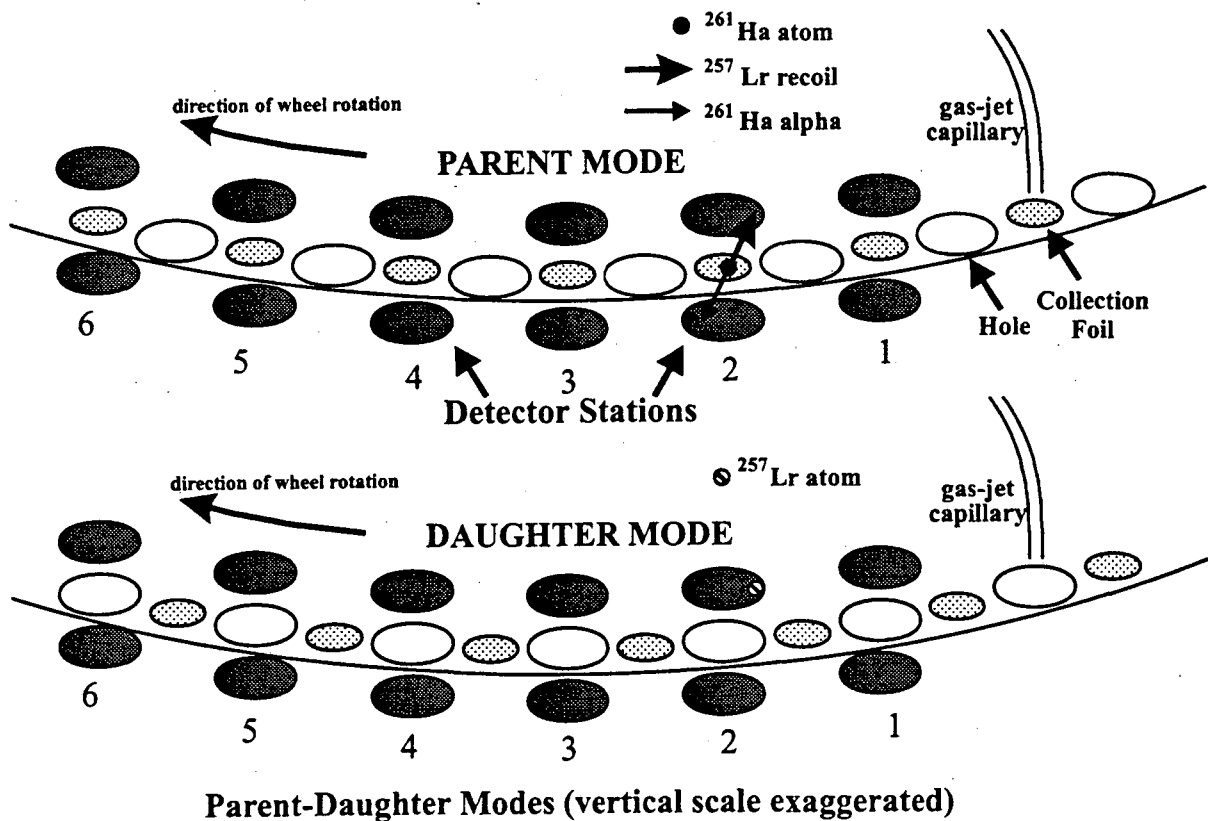 ²⁶¹Ha atom
²⁵⁷Lr recoil
²⁶¹Ha alpha
gas-jet
capillary
direction of wheel rotation
PARENT MODE
6
5
4
3
2
1
Hole
Collection
Foil
Detector Stations
²⁵⁷Lr atom
gas-jet
capillary
direction of wheel rotation
DAUGHTER MODE
6
5
4
3
2
1
Parent-Daughter Modes (vertical scale exaggerated)